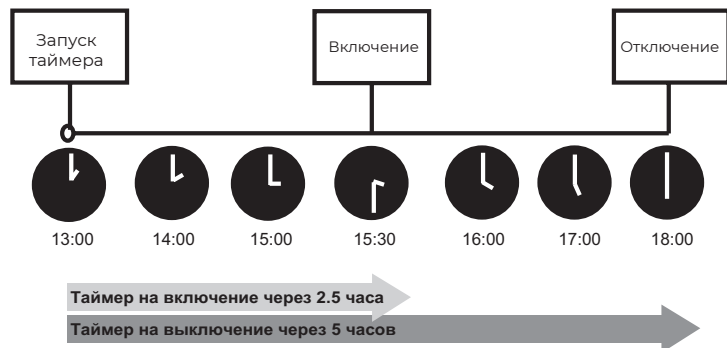 Запуск
таймера
Включение
Отключение
13:00
14:00
15:00
15:30
16:00
17:00
18:00
Таймер на включение через 2.5 часа
Таймер на выключение через 5 часов